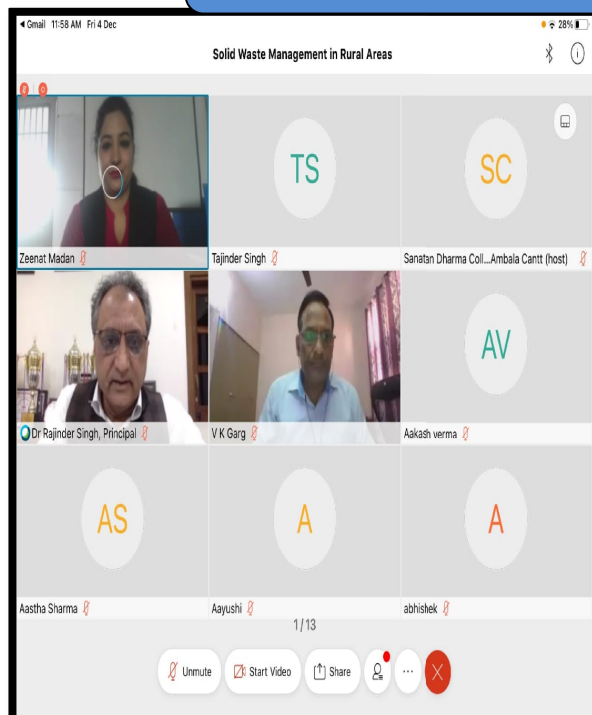 Gmail 11:58 AM Fri 4 Dec
28%
Solid Waste Management in Rural Areas
Zeenat Madan
TS
Tajinder Singh
SC
Sanatan Dharma Coll...Ambala Cantt (host)
Dr Rajinder Singh, Principal
V K Garg
AV
Aakash verma
AS
Aastha Sharma
A
Aayushi
A
abhishek
1/13
Unmute
Start Video
Share